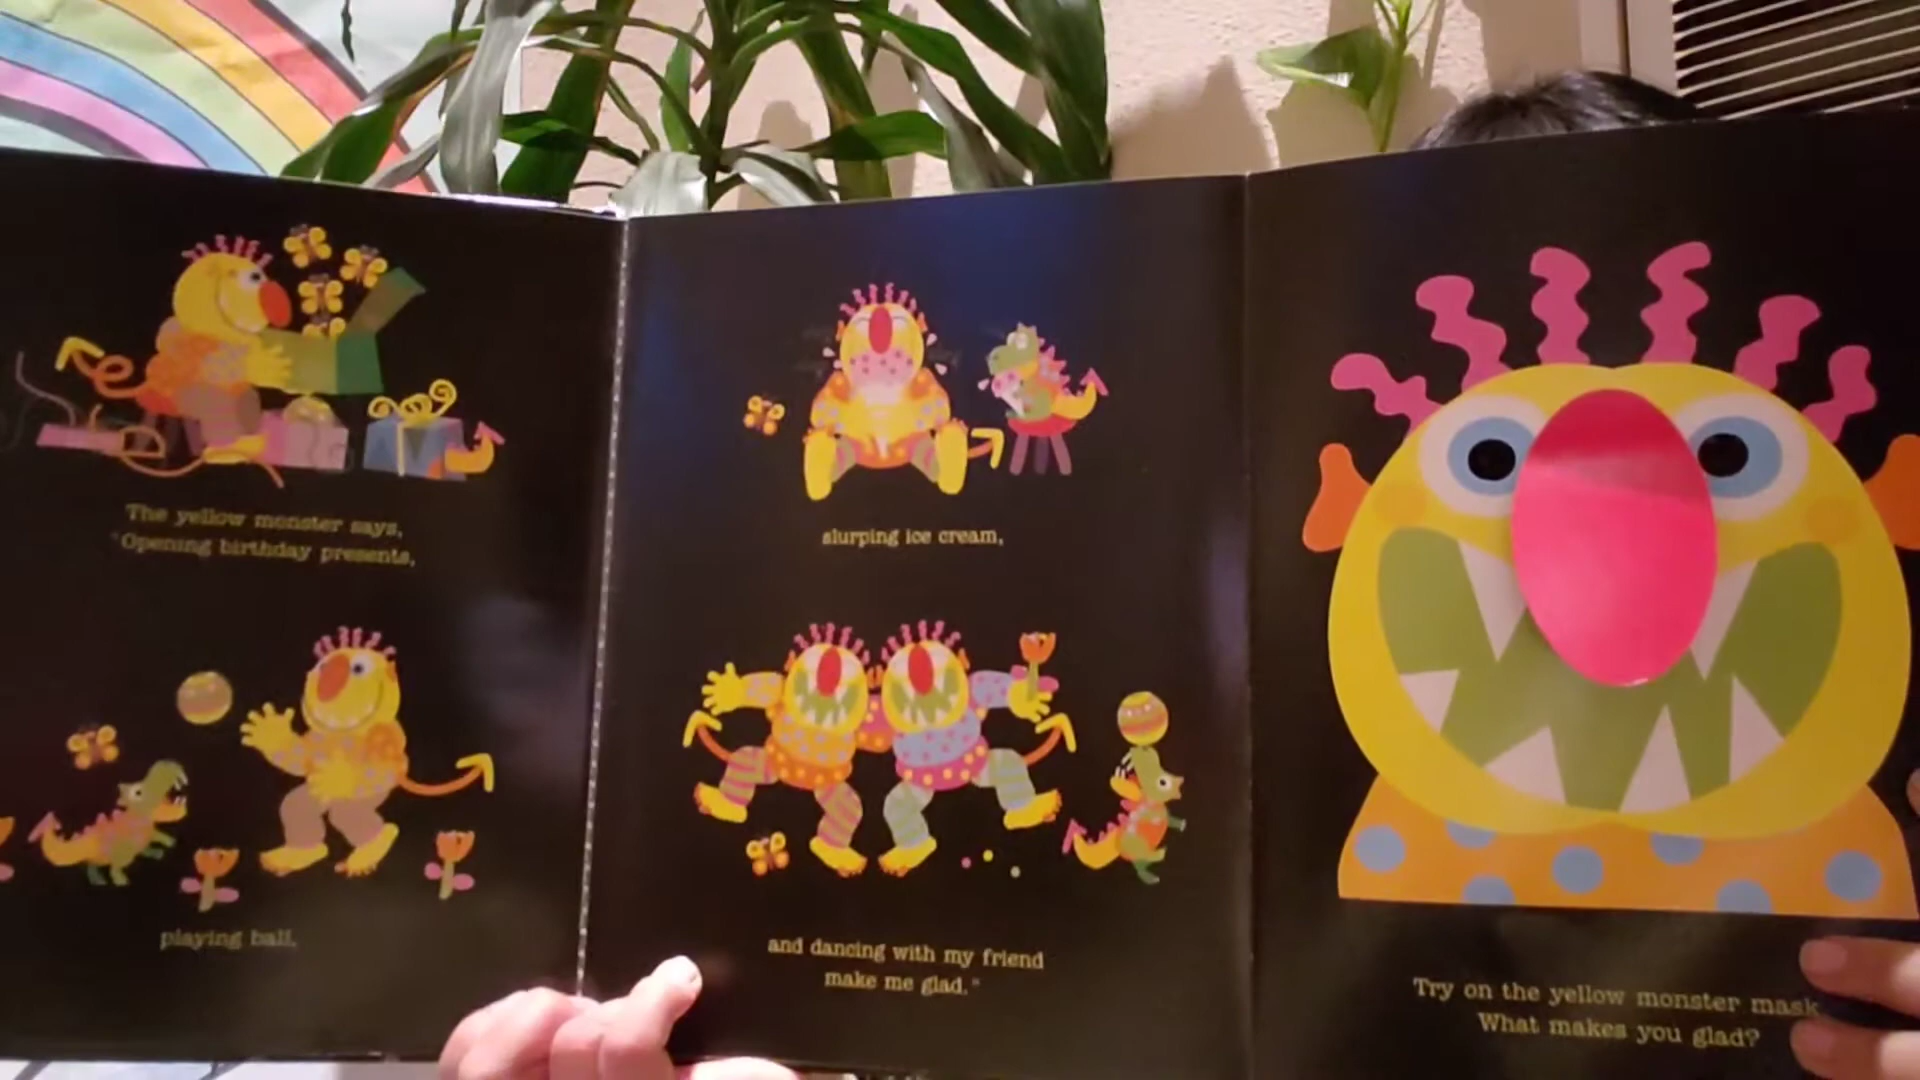 The yellow monster says,
"Opening birthday presents,
playing ball,
slurping ice cream,
and dancing with my friend
make me glad."
Try on the yellow monster mask
What makes you glad?